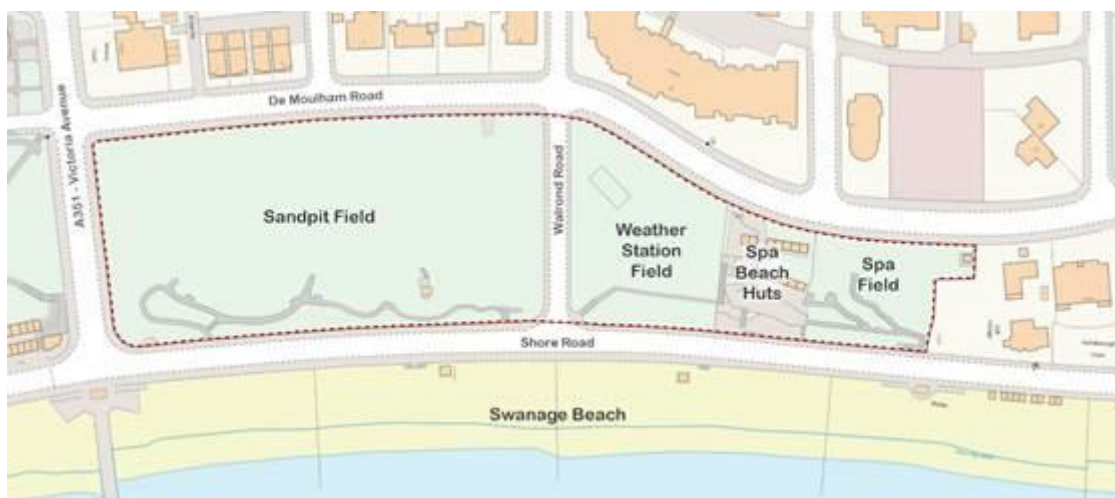 De Moulham Road
A351 - Victoria Avenue
Walrond Road
Sandpit Field
Weather
Station
Field
Spa
Beach
Huts
Spa
Field
Shore Road
Swanage Beach